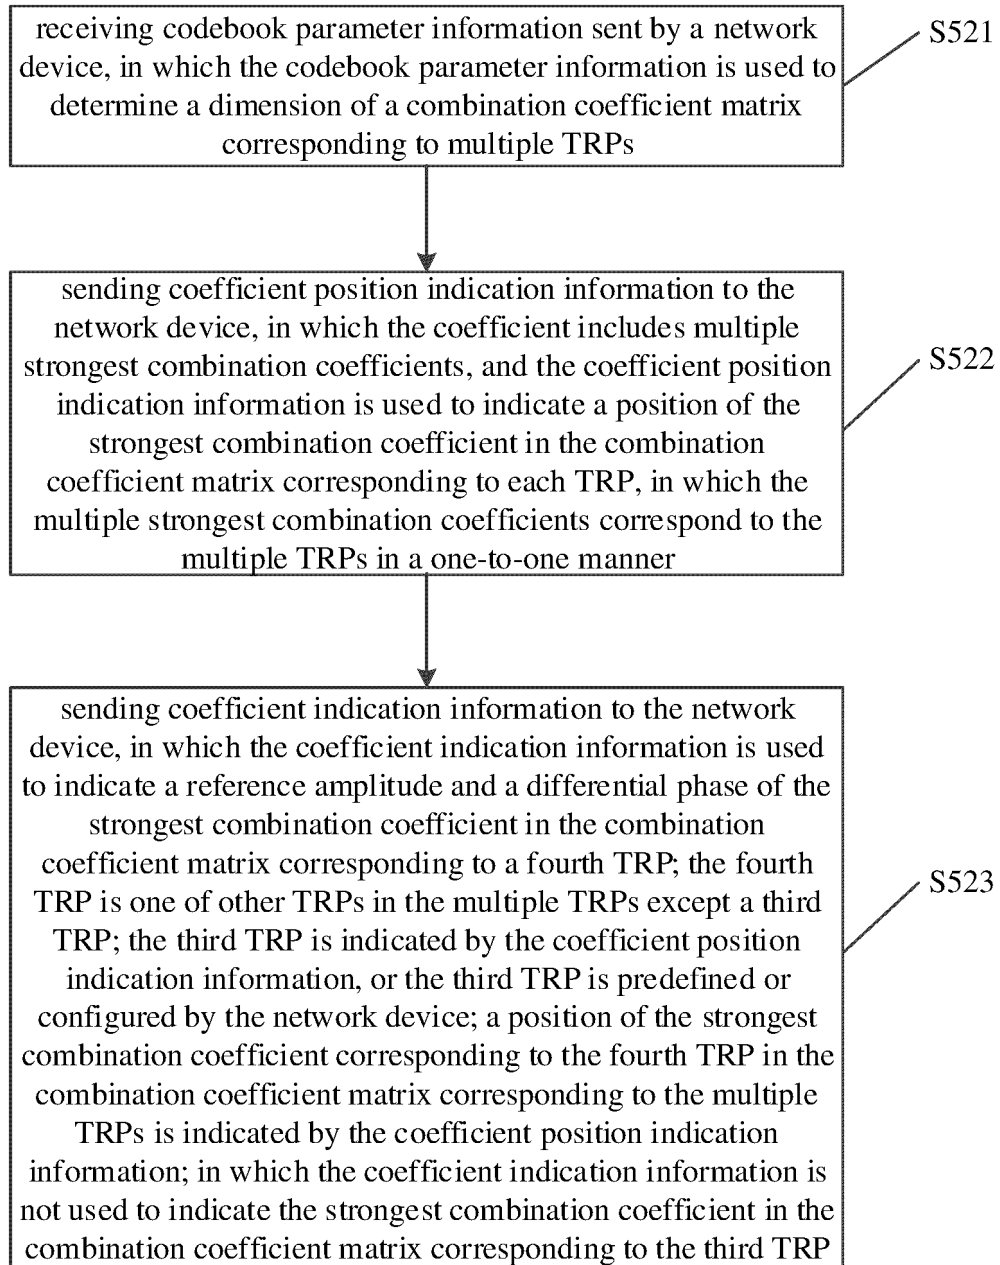 receiving codebook parameter information sent by a network
device, in which the codebook parameter information is used to
determine a dimension of a combination coefficient matrix
corresponding to multiple TRPs
S521
sending coefficient position indication information to the
network device, in which the coefficient includes multiple
strongest combination coefficients, and the coefficient position
indication information is used to indicate a position of the
strongest combination coefficient in the combination
coefficient matrix corresponding to each TRP, in which the
multiple strongest combination coefficients correspond to the
multiple TRPs in a one-to-one manner
S522
sending coefficient indication information to the network
device, in which the coefficient indication information is used
to indicate a reference amplitude and a differential phase of the
strongest combination coefficient in the combination
coefficient matrix corresponding to a fourth TRP; the fourth
TRP is one of other TRPs in the multiple TRPs except a third
TRP; the third TRP is indicated by the coefficient position
indication information, or the third TRP is predefined or
configured by the network device; a position of the strongest
combination coefficient corresponding to the fourth TRP in the
combination coefficient matrix corresponding to the multiple
TRPs is indicated by the coefficient position indication
information; in which the coefficient indication information is
not used to indicate the strongest combination coefficient in the
combination coefficient matrix corresponding to the third TRP
S523